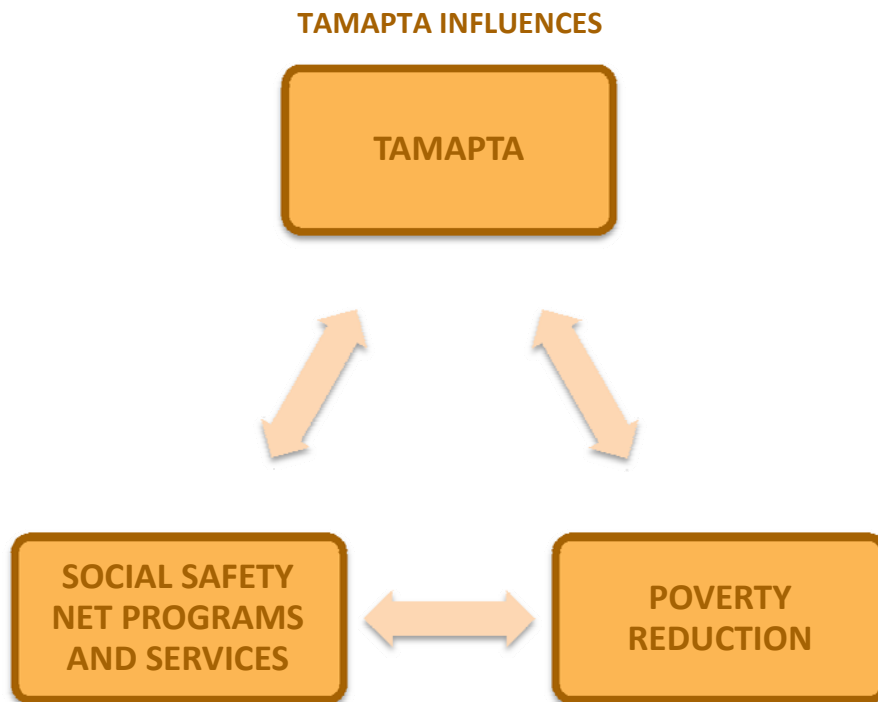 TAMAPTA INFLUENCES
TAMAPTA
SOCIAL SAFETY
NET PROGRAMS
AND SERVICES
POVERTY
REDUCTION